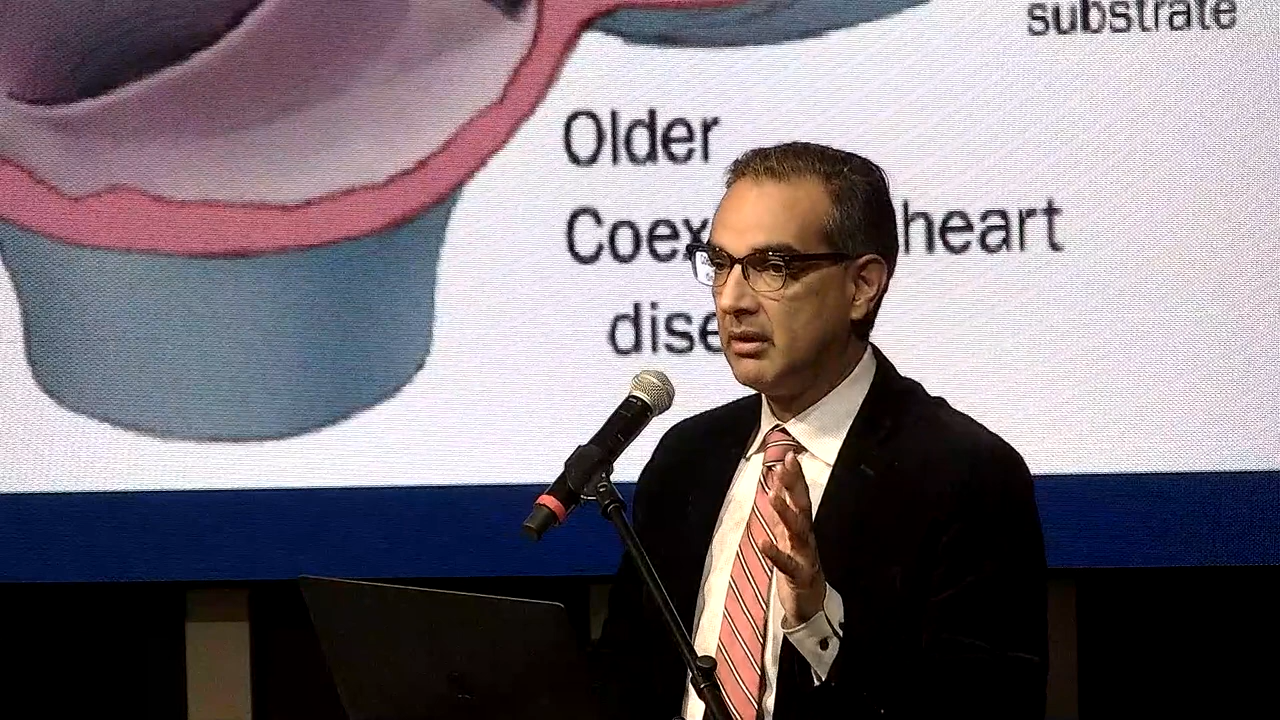 substrate
Older
Coex heart
dise